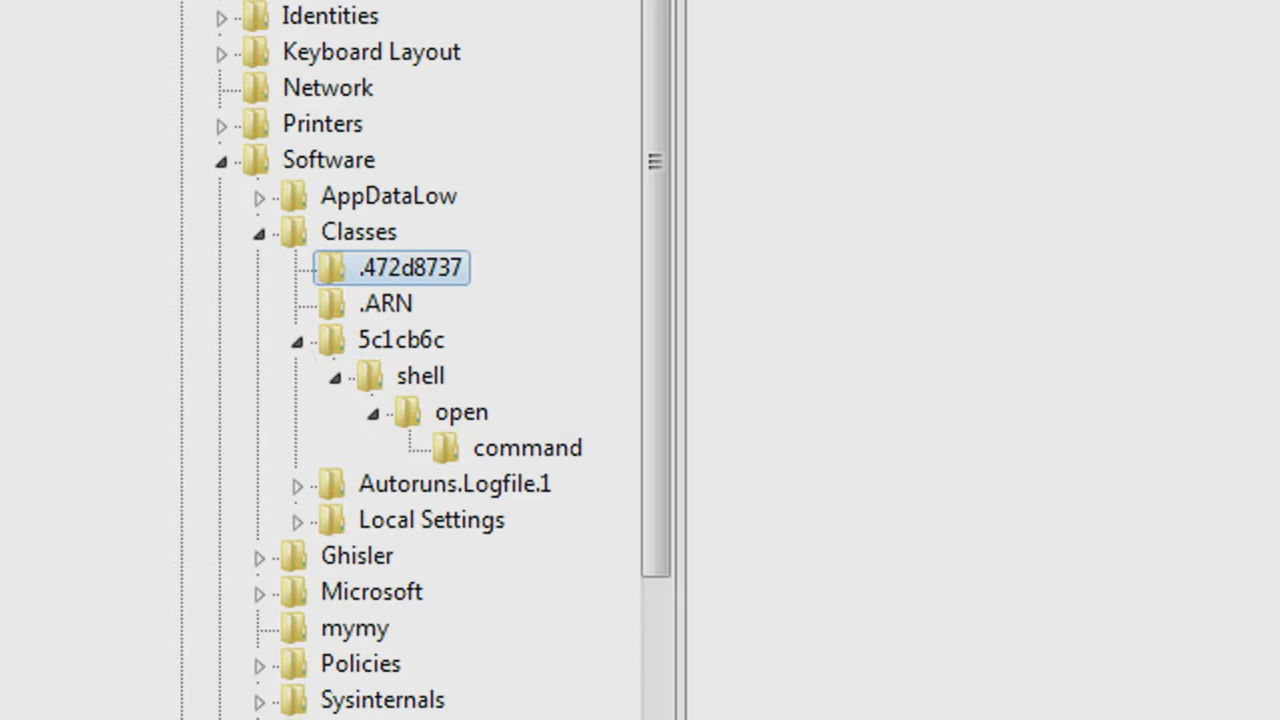 Identities
Keyboard Layout
Network
Printers
Software
AppDataLow
Classes
.472d8737
.ARN
5c1cb6c
shell
open
command
Autoruns.Logfile.1
Local Settings
Ghisler
Microsoft
mymy
Policies
Sysinternals